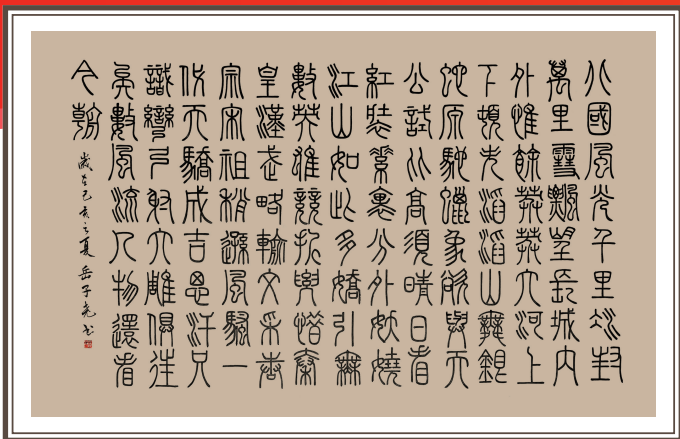 北國風光千里冰封
萬里雪飄望長城內
外惟餘莽莽大河上
下頓失滔滔山舞銀
蛇原馳蠟象欲與天
公試比高須晴日看
紅裝素裹分外妖嬈
江山如此多嬌引無
數英雄競折腰惜秦
皇漢武略輸文采唐
宗宋祖稍遜風騷一
代天驕成吉思汗只
識彎弓射大雕俱往
矣數風流人物還看
今朝
歲在己亥之夏 岳子堯書